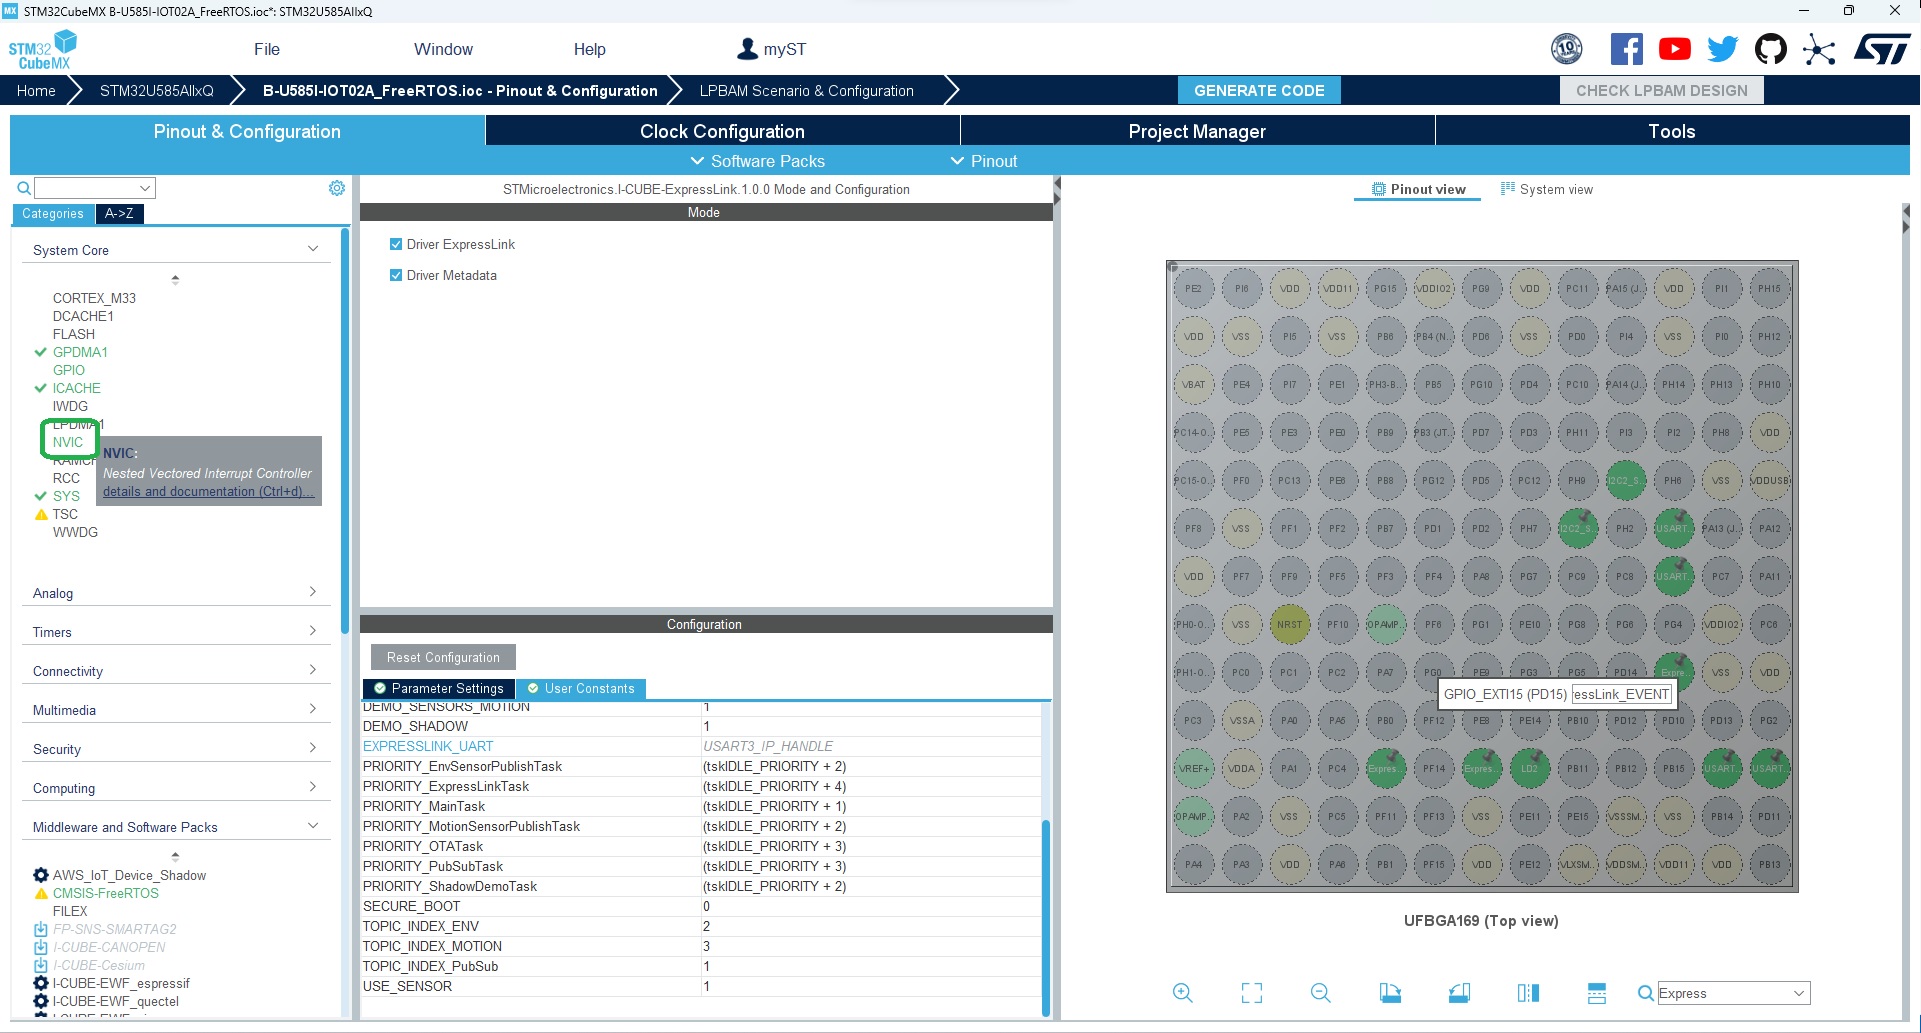 MX STM32CubeMX B-U585I-IOT02A_FreeRTOS.ioc*: STM32U585AIIxQ
STM32
CubeMX
File
Window
Help
myST
10
Home
STM32U585AIIxQ
B-U585I-IOT02A_FreeRTOS.ioc - Pinout & Configuration
LPBAM Scenario & Configuration
GENERATE CODE
CHECK LPBAM DESIGN
Pinout & Configuration
Clock Configuration
Project Manager
Tools
Software Packs
Pinout
Categories
A->Z
System Core
CORTEX_M33
DCACHE1
FLASH
GPDMA1
GPIO
ICACHE
IWDG
LPDMA1
NVIC
RCC
SYS
TSC
WWDG
NVIC:
Nested Vectored Interrupt Controller
details and documentation (Ctrl+d)...
Analog
Timers
Connectivity
Multimedia
Security
Computing
Middleware and Software Packs
AWS_IoT_Device_Shadow
CMSIS-FreeRTOS
FILEX
FP-SNS-SMARTAG2
I-CUBE-CANOPEN
I-CUBE-Cesium
I-CUBE-EWF_espressif
I-CUBE-EWF_quectel
STMicroelectronics.I-CUBE-ExpressLink.1.0.0 Mode and Configuration
Mode
Driver ExpressLink
Driver Metadata
Configuration
Reset Configuration
Parameter Settings
User Constants
DEMO_SENSORS_MOTION 1
DEMO_SHADOW 1
EXPRESSLINK_UART USART3_IP_HANDLE
PRIORITY_EnvSensorPublishTask (tskIDLE_PRIORITY + 2)
PRIORITY_ExpressLinkTask (tskIDLE_PRIORITY + 4)
PRIORITY_MainTask (tskIDLE_PRIORITY + 1)
PRIORITY_MotionSensorPublishTask (tskIDLE_PRIORITY + 2)
PRIORITY_OTATask (tskIDLE_PRIORITY + 3)
PRIORITY_PubSubTask (tskIDLE_PRIORITY + 3)
PRIORITY_ShadowDemoTask (tskIDLE_PRIORITY + 2)
SECURE_BOOT 0
TOPIC_INDEX_ENV 2
TOPIC_INDEX_MOTION 3
TOPIC_INDEX_PubSub 1
USE_SENSOR 1
Pinout view
System view
PE2 PI6 VDD VDD11 PG15 VDDIO2 PG9 VDD PC11 PA15 (J.. VDD PI1 PH15
VDD VSS PI5 VSS PB6 PB4 (N.. PD6 VSS PD0 PI4 VSS PI0 PH12
VBAT PE4 PI7 PE1 PH3-B.. PB5 PG10 PD4 PC10 PA14 (J.. PH14 PH13 PH10
PC14-O.. PE5 PE3 PE0 PB9 PB3 (JT.. PD7 PD3 PH11 PI3 PI2 PH8 VDD
PC15-O.. PF0 PC13 PE6 PB8 PG12 PD5 PC12 PH9 I2C2_S.. PH6 VSS VDDUSB
PF8 VSS PF1 PF2 PB7 PD1 PD2 PH7 I2C2_S.. PH2 USART.. PA13 (J.. PA12
VDD PF7 PF9 PF5 PF3 PF4 PA8 PG7 PC9 PC8 USART.. PC7 PA11
PH0-O.. VSS NRST PF10 OPAMP.. PF6 PG1 PE10 PG8 PG6 PG4 VDDIO2 PC6
PH1-O.. PC0 PC1 PC2 PA7 PG0 PE9 PG3 PG5 PD14 Expre.. VSS VDD
GPIO_EXTI15 (PD15) ressLink_EVENT
PC3 VSSA PA0 PA5 PB0 PF12 PE8 PE14 PB10 PD12 PD10 PD13 PG2
VREF+ VDDA PA1 PC4 Expres.. PF14 Expres.. LD2 PB11 PB12 PB15 USART.. USART..
OPAMP.. PA2 VSS PC5 PF11 PF13 VSS PE11 PE15 VSSSM.. VSS PB14 PD11
PA4 PA3 VDD PA6 PB1 PF15 VDD PE12 VLXSM.. VDDSM.. VDD11 VDD PB13
UFBGA169 (Top view)
Express